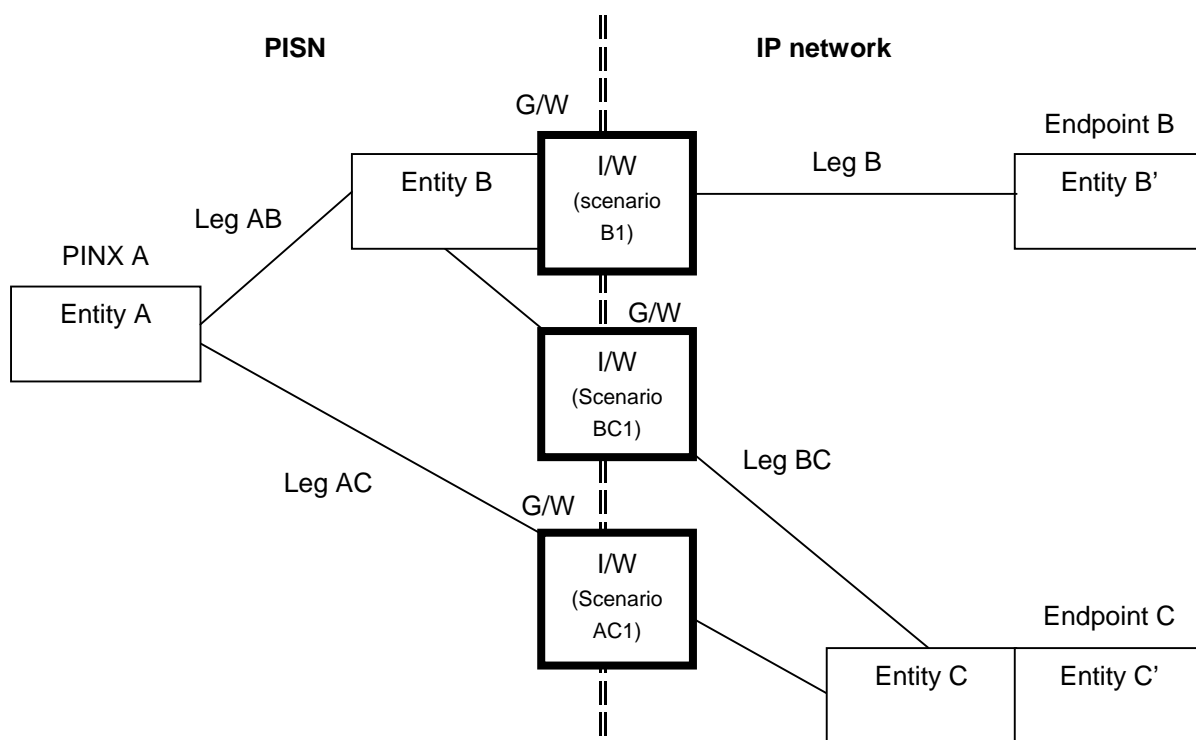 PISN
IP network
G/W
Endpoint B
I/W
(scenario
B1)
Leg B
Entity B
Entity B’
Leg AB
PINX A
Entity A
G/W
I/W
(Scenario
BC1)
Leg BC
Leg AC
G/W
I/W
(Scenario
AC1)
Endpoint C
Entity C
Entity C’